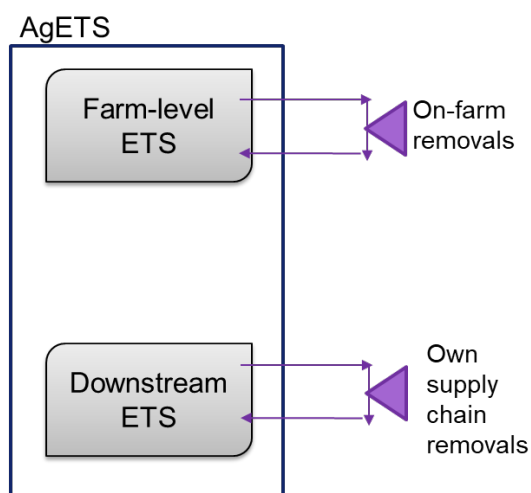 AgETS
Farm-level
ETS
On-farm
removals
Downstream
ETS
Own
supply
chain
removals